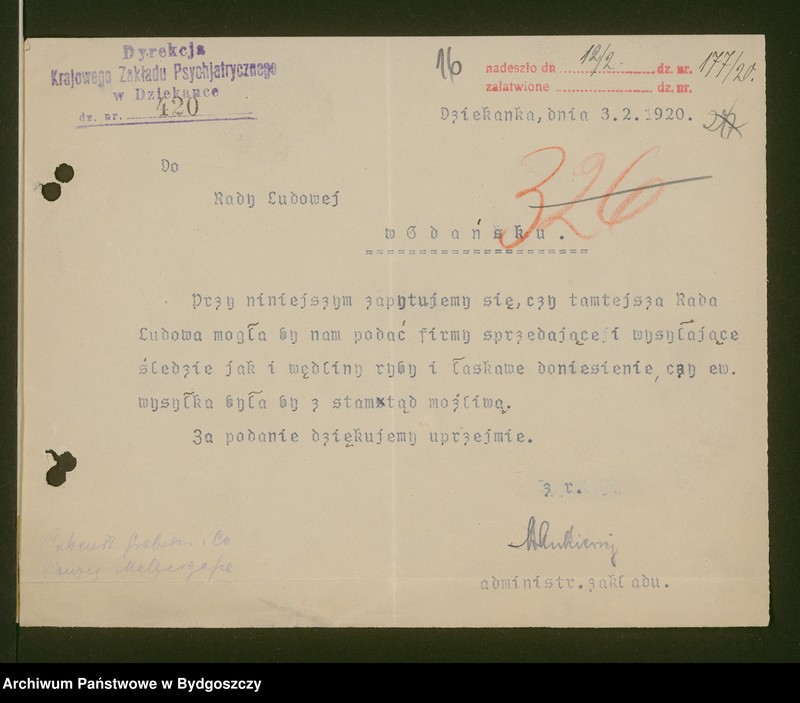 Dyrekcja
Krajowego Zakładu Psychjatrycznego
w Dziekance
dz. nr. 420
16
nadeszło dn 12/2. dz. nr. 177/20.
załatwione dz. nr.
Dziekanka, dnia 3.2.1920.
Do
Rady Ludowej
w Gdańsku.
326
Przy niniejszym zapytujemy się, czy tamtejsza Rada
Ludowa mogła by nam podać firmy sprzedającej i wysyłające
śledzie jak i wędliny ryby i łaskawe doniesienie, czy ew.
wysyłka była by z stamtąd możliwą.
Za podanie dziękujemy uprzejmie.
z r.
administr. zakładu.
Archiwum Państwowe w Bydgoszczy